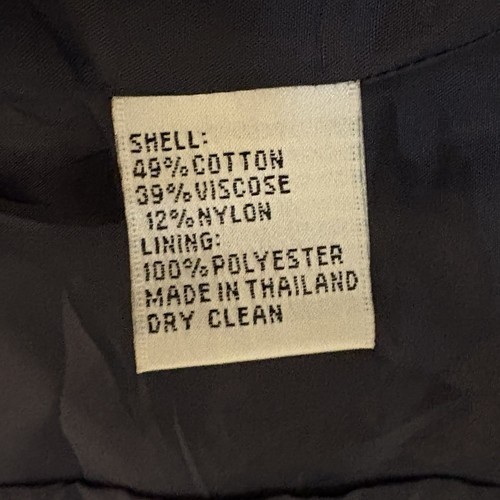 SHELL:
49% COTTON
39% VISCOSE
12% NYLON
LINING:
100% POLYESTER
MADE IN THAILAND
DRY CLEAN